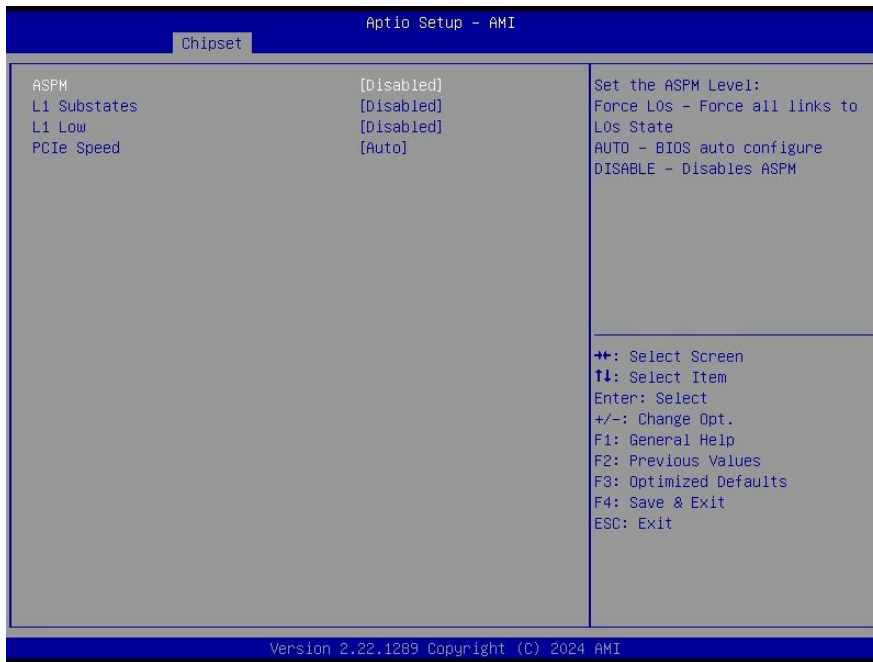 Aptio Setup - AMI
Chipset
ASPM [Disabled]
L1 Substates [Disabled]
L1 Low [Disabled]
PCIe Speed [Auto]
Set the ASPM Level:
Force L0s - Force all links to
L0s State
AUTO - BIOS auto configure
DISABLE - Disables ASPM
→←: Select Screen
↑↓: Select Item
Enter: Select
+/-: Change Opt.
F1: General Help
F2: Previous Values
F3: Optimized Defaults
F4: Save & Exit
ESC: Exit
Version 2.22.1289 Copyright (C) 2024 AMI